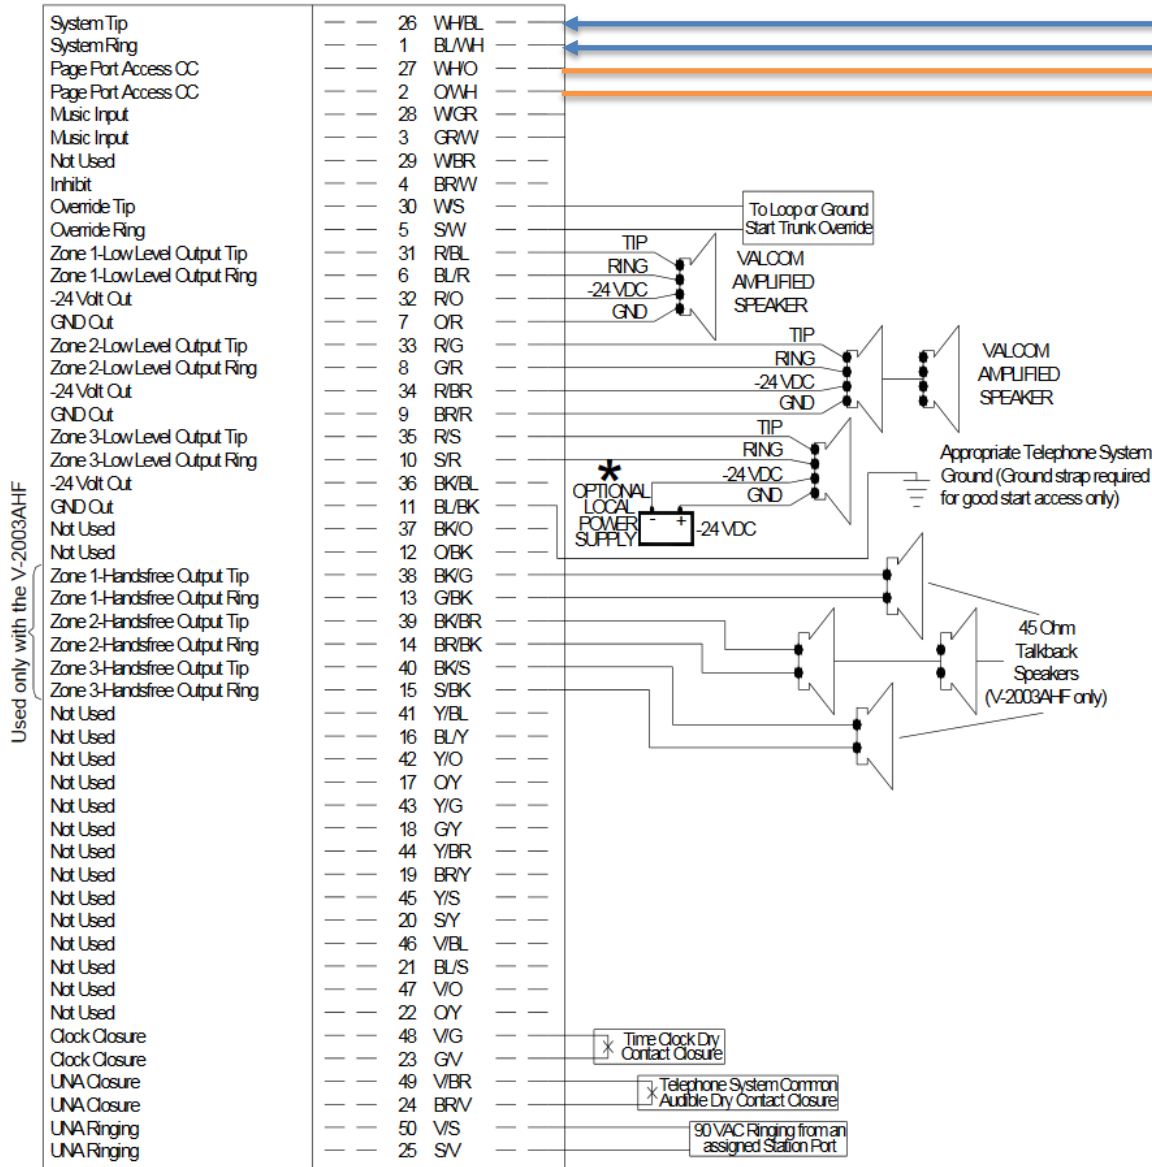 System Tip 26 WH/BL
System Ring 1 BL/WH
Page Port Access CC 27 WH/O
Page Port Access CC 2 O/WH
Music Input 28 W/GR
Music Input 3 GR/W
Not Used 29 W/BR
Inhibit 4 BR/W
Override Tip 30 W/S
Override Ring 5 S/W
To Loop or Ground
Start Trunk Override
Zone 1-Low Level Output Tip 31 R/BL TIP
Zone 1-Low Level Output Ring 6 BL/R RING
-24 Volt Out 32 R/O -24 VDC
GND Out 7 O/R GND
VALCOM
AMPLIFIED
SPEAKER
Zone 2-Low Level Output Tip 33 R/G TIP
Zone 2-Low Level Output Ring 8 G/R RING
-24 Volt Out 34 R/BR -24 VDC
GND Out 9 BR/R GND
VALCOM
AMPLIFIED
SPEAKER
Zone 3-Low Level Output Tip 35 R/S TIP
Zone 3-Low Level Output Ring 10 S/R RING
-24 Volt Out 36 BK/BL -24 VDC
GND Out 11 BL/BK GND
*
OPTIONAL
LOCAL
POWER
SUPPLY
- +
-24 VDC
Appropriate Telephone System
Ground (Ground strap required
for good start access only)
Not Used 37 BK/O
Not Used 12 O/BK
Used only with the V-2003AHF
Zone 1-Handsfree Output Tip 38 BK/G
Zone 1-Handsfree Output Ring 13 G/BK
Zone 2-Handsfree Output Tip 39 BK/BR
Zone 2-Handsfree Output Ring 14 BR/BK
Zone 3-Handsfree Output Tip 40 BK/S
Zone 3-Handsfree Output Ring 15 S/BK
45 Ohm
Talkback
Speakers
(V-2003AHF only)
Not Used 41 Y/BL
Not Used 16 BL/Y
Not Used 42 Y/O
Not Used 17 O/Y
Not Used 43 Y/G
Not Used 18 G/Y
Not Used 44 Y/BR
Not Used 19 BR/Y
Not Used 45 Y/S
Not Used 20 S/Y
Not Used 46 V/BL
Not Used 21 BL/S
Not Used 47 V/O
Not Used 22 O/Y
Clock Closure 48 V/G
Clock Closure 23 G/V
Time Clock Dry
Contact Closure
UNA Closure 49 V/BR
UNA Closure 24 BR/V
Telephone System Common
Audible Dry Contact Closure
UNA Ringing 50 V/S
UNA Ringing 25 S/V
90 VAC Ringing from an
assigned Station Port